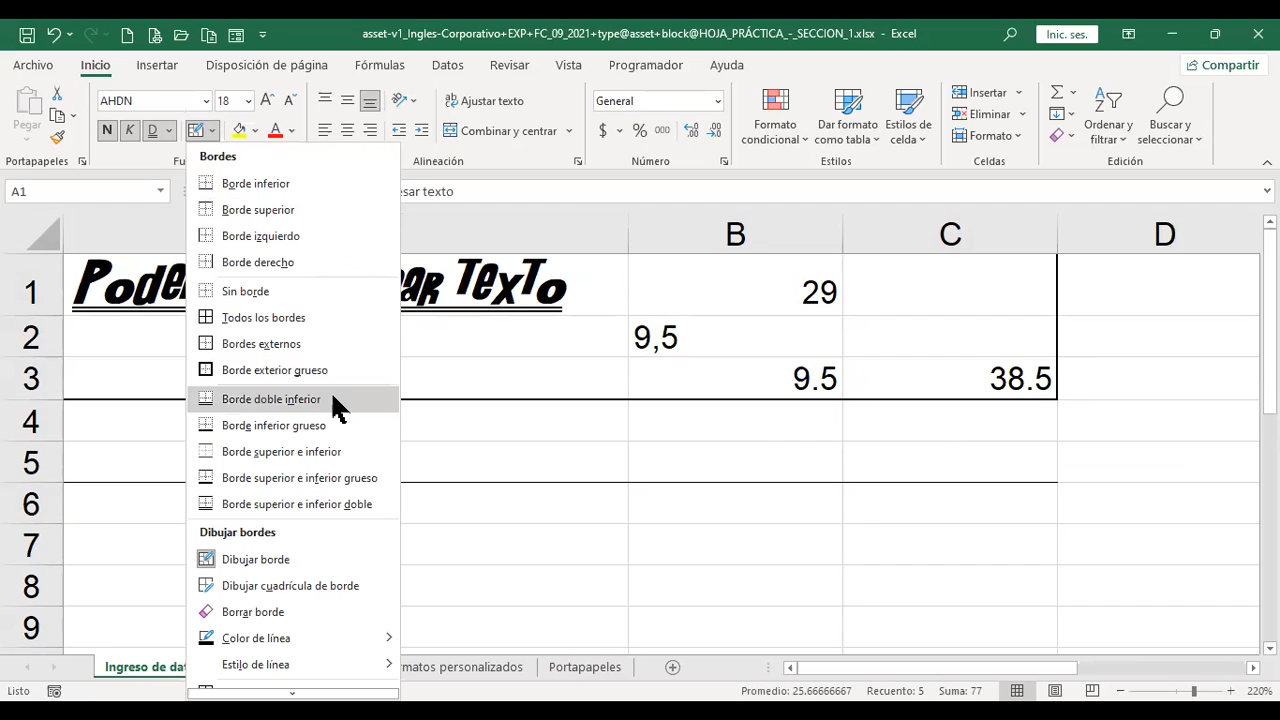 asset-v1_Ingles-Corporativo+EXP+FC_09_2021+type@asset+block@HOJA_PRÁCTICA_-_SECCION_1.xlsx - Excel
Inic. ses.
Archivo Inicio Insertar Disposición de página Fórmulas Datos Revisar Vista Programador Ayuda Compartir
AHDN 18 Ajustar texto General Insertar
Pegar Formato condicional Dar formato como tabla Estilos de celda Eliminar Ordenar y filtrar Buscar y seleccionar
N K D A Combinar y centrar $ % 000 Formato
Portapapeles Fu Alineación Número Estilos Celdas Edición
Bordes
A1 esar texto
Borde inferior
Borde superior
Borde izquierdo
Borde derecho
Sin borde
Todos los bordes
Bordes externos
Borde exterior grueso
Borde doble inferior
Borde inferior grueso
Borde superior e inferior
Borde superior e inferior grueso
Borde superior e inferior doble
Dibujar bordes
Dibujar borde
Dibujar cuadrícula de borde
Borrar borde
Color de línea
Estilo de línea
B C D
1 Poder ar Texto 29
2 9,5
3 9.5 38.5
4
5
6
7
8
9
Ingreso de dat rmatos personalizados Portapapeles
Listo Promedio: 25.66666667 Recuento: 5 Suma: 77 220%